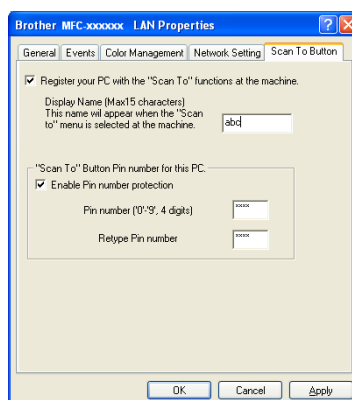 Brother MFC-xxxxxx LAN Properties
General Events Color Management Network Setting Scan To Button
Register your PC with the "Scan To" functions at the machine.
Display Name (Max15 characters)
This name will appear when the "Scan
to" menu is selected at the machine.
abc
"Scan To" Button Pin number for this PC.
Enable Pin number protection
Pin number ('0'-'9', 4 digits) xxxx
Retype Pin number xxxx
OK Cancel Apply